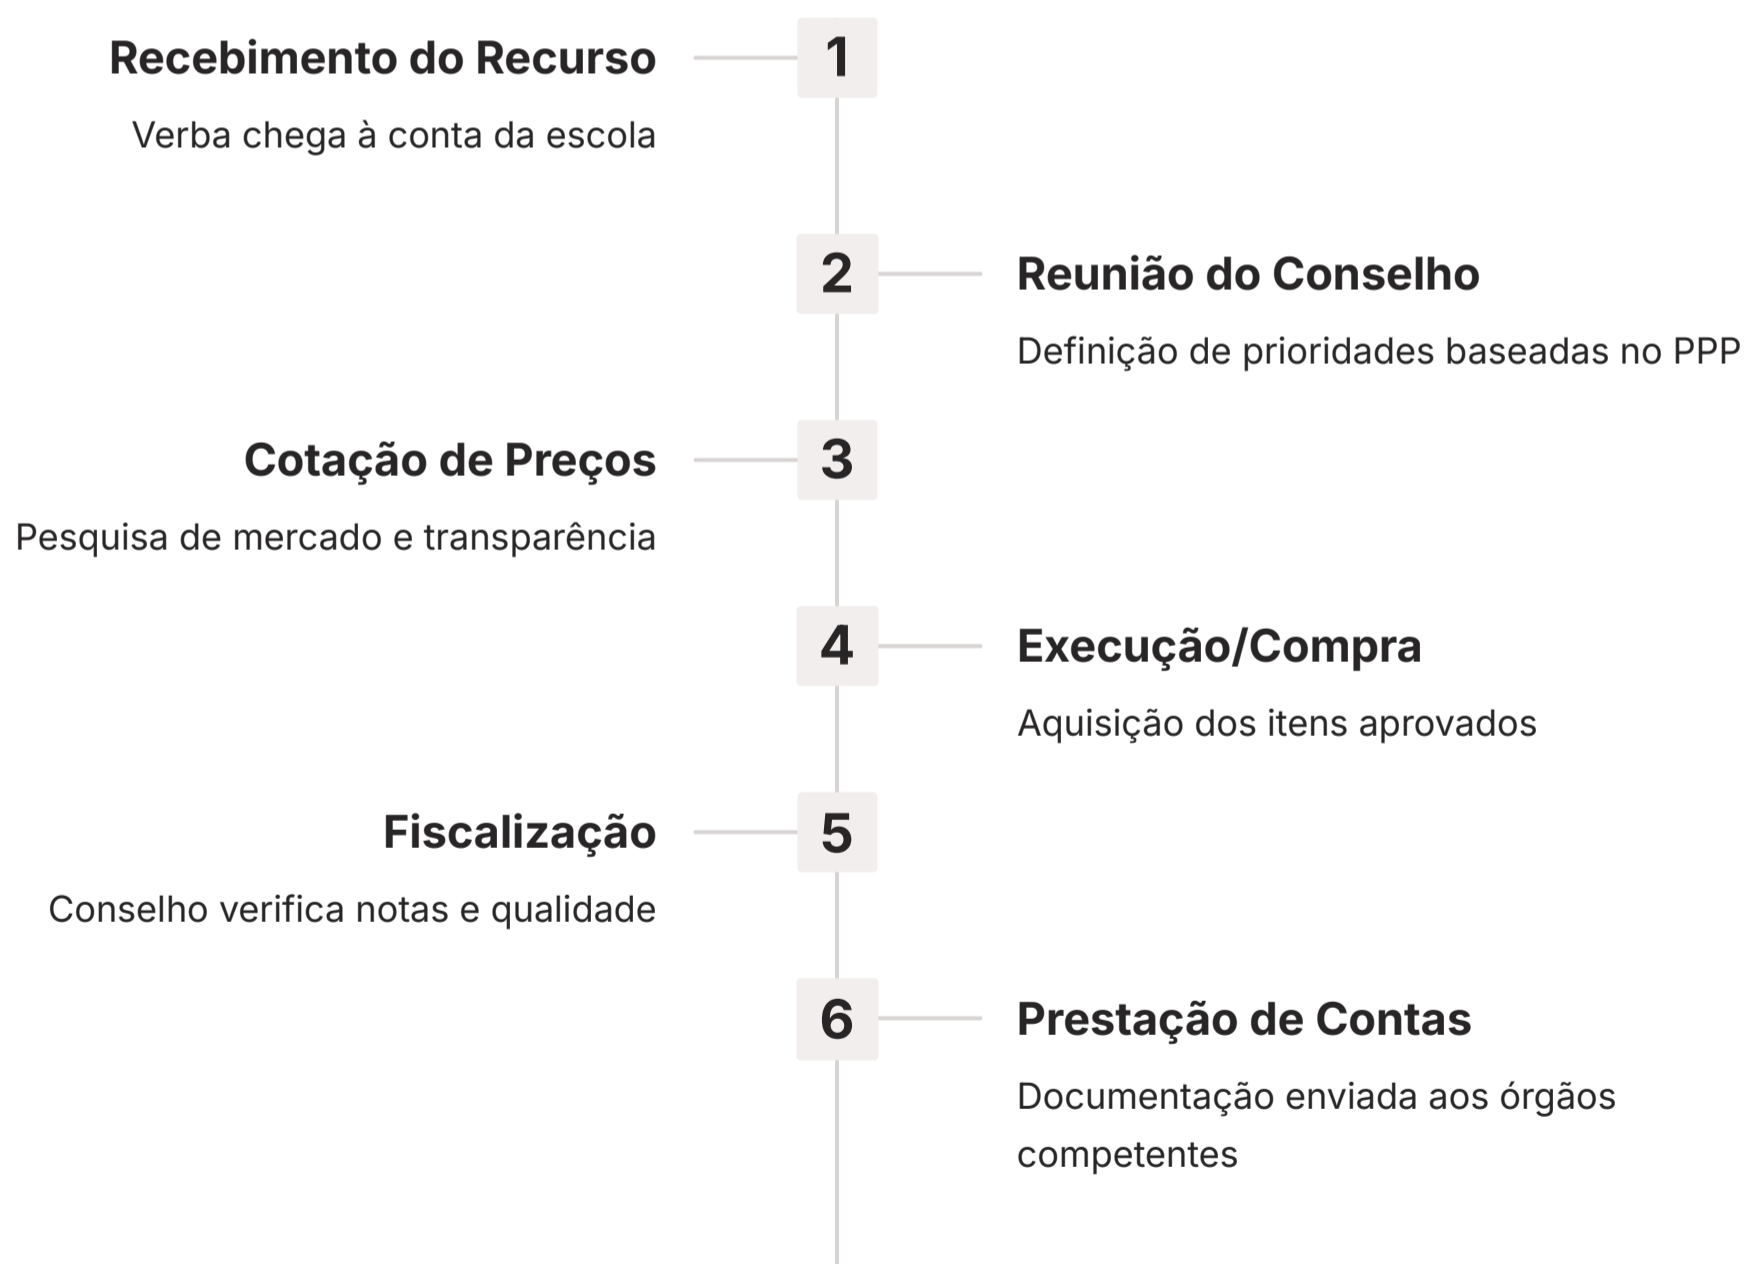 1
Recebimento do Recurso
Verba chega à conta da escola
2
Reunião do Conselho
Definição de prioridades baseadas no PPP
3
Cotação de Preços
Pesquisa de mercado e transparência
4
Execução/Compra
Aquisição dos itens aprovados
5
Fiscalização
Conselho verifica notas e qualidade
6
Prestação de Contas
Documentação enviada aos órgãos
competentes